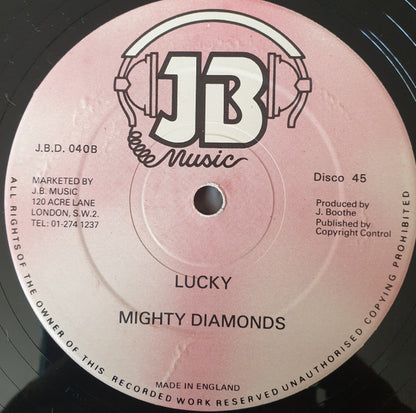 JB
Music
J.B.D. 040B
MARKETED BY
J.B. MUSIC
120 ACRE LANE
LONDON, S.W.2.
TEL: 01-274 1237
Disco 45
Produced by
J. Boothe
Published by
Copyright Control
LUCKY
MIGHTY DIAMONDS
MADE IN ENGLAND
ALL RIGHTS OF THE OWNER OF THIS RECORDED WORK RESERVED UNAUTHORISED COPYING PROHIBITED